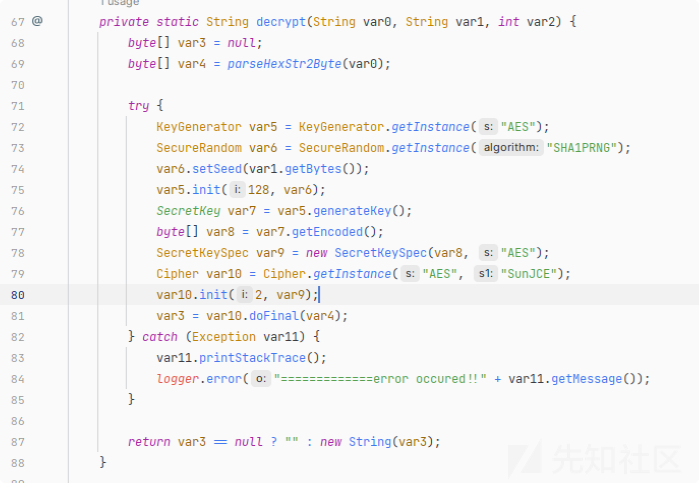 1 usage
67 @ private static String decrypt(String var0, String var1, int var2) {
68 byte[] var3 = null;
69 byte[] var4 = parseHexStr2Byte(var0);
70
71 try {
72 KeyGenerator var5 = KeyGenerator.getInstance( s: "AES");
73 SecureRandom var6 = SecureRandom.getInstance( algorithm: "SHA1PRNG");
74 var6.setSeed(var1.getBytes());
75 var5.init( i: 128, var6);
76 SecretKey var7 = var5.generateKey();
77 byte[] var8 = var7.getEncoded();
78 SecretKeySpec var9 = new SecretKeySpec(var8, s: "AES");
79 Cipher var10 = Cipher.getInstance( s: "AES", s1: "SunJCE");
80 var10.init( i: 2, var9);
81 var3 = var10.doFinal(var4);
82 } catch (Exception var11) {
83 var11.printStackTrace();
84 logger.error( o: "=============error occured!!" + var11.getMessage());
85 }
86
87 return var3 == null ? "" : new String(var3);
88 }
先知社区